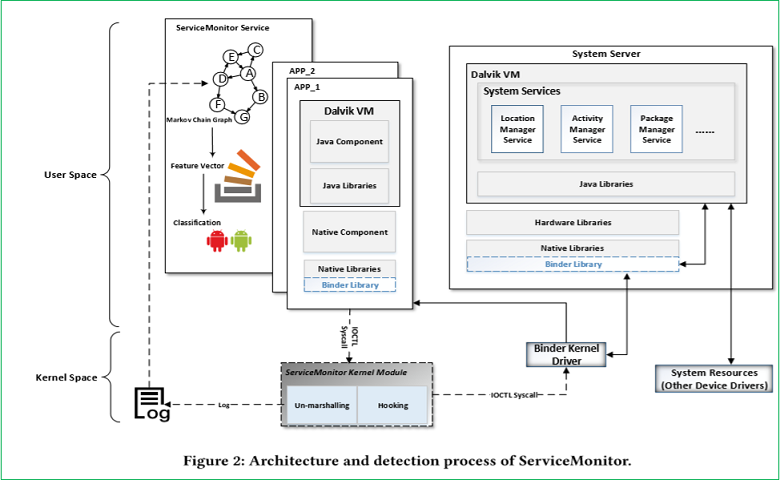 ServiceMonitor Service
E
C
D
A
B
F
G
Markov Chain Graph
Feature Vector
Classification
APP_2
APP_1
Dalvik VM
Java Component
Java Libraries
Native Component
Native Libraries
Binder Library
System Server
Dalvik VM
System Services
Location
Manager
Service
Activity
Manager
Service
Package
Manager
Service
......
Java Libraries
Hardware Libraries
Native Libraries
Binder Library
User Space
Kernel Space
IOCTL
Syscall
ServiceMonitor Kernel Module
Un-marshalling
Hooking
Log
Log
IOCTL Syscall
Binder Kernel
Driver
System Resources
(Other Device Drivers)
Figure 2: Architecture and detection process of ServiceMonitor.